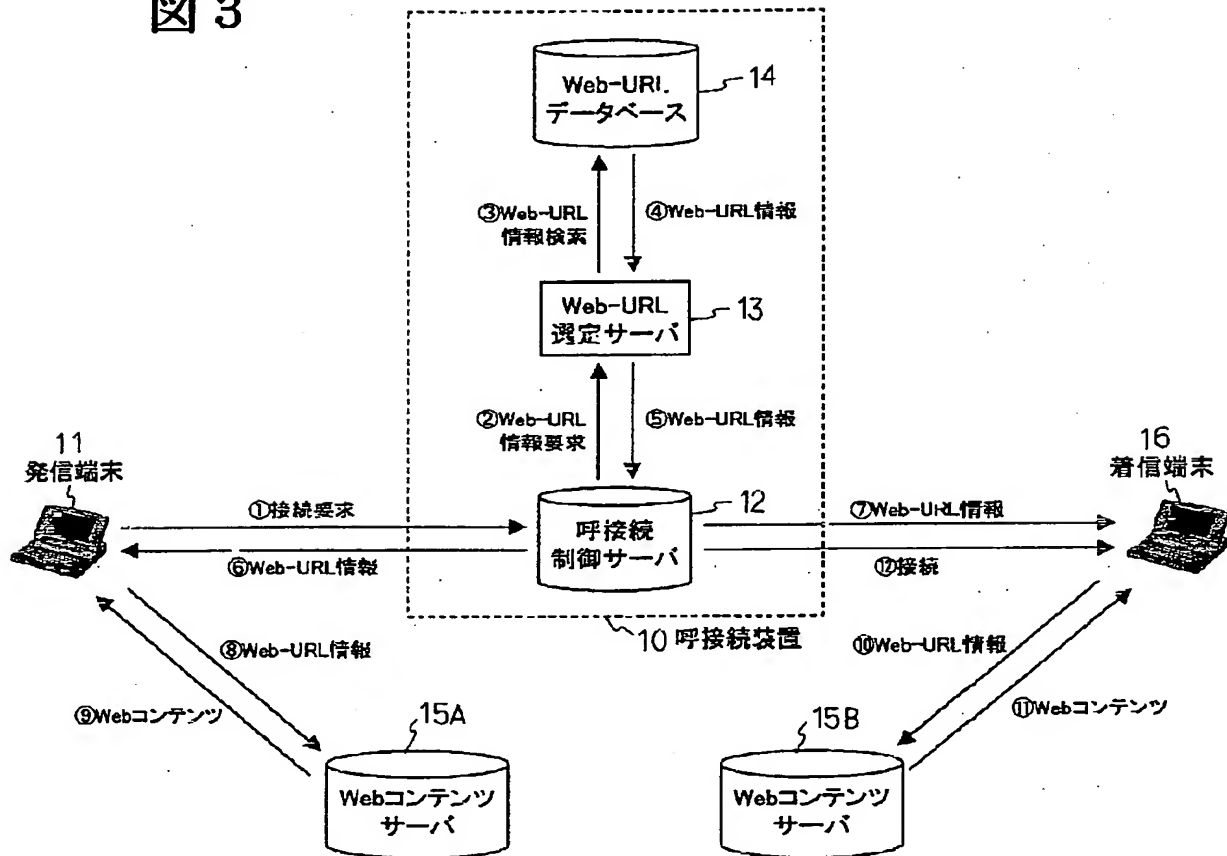 図 3
Web-URL
データベース
14
③Web-URL
情報検索
④Web-URL情報
Web-URL
選定サーバ
13
②Web-URL
情報要求
⑤Web-URL情報
11
発信端末
16
着信端末
①接続要求
12
呼接続
制御サーバ
⑦Web-URL情報
⑥Web-URL情報
⑫接続
10 呼接続装置
⑧Web-URL情報
⑩Web-URL情報
⑨Webコンテンツ
⑪Webコンテンツ
15A
15B
Webコンテンツ
サーバ
Webコンテンツ
サーバ